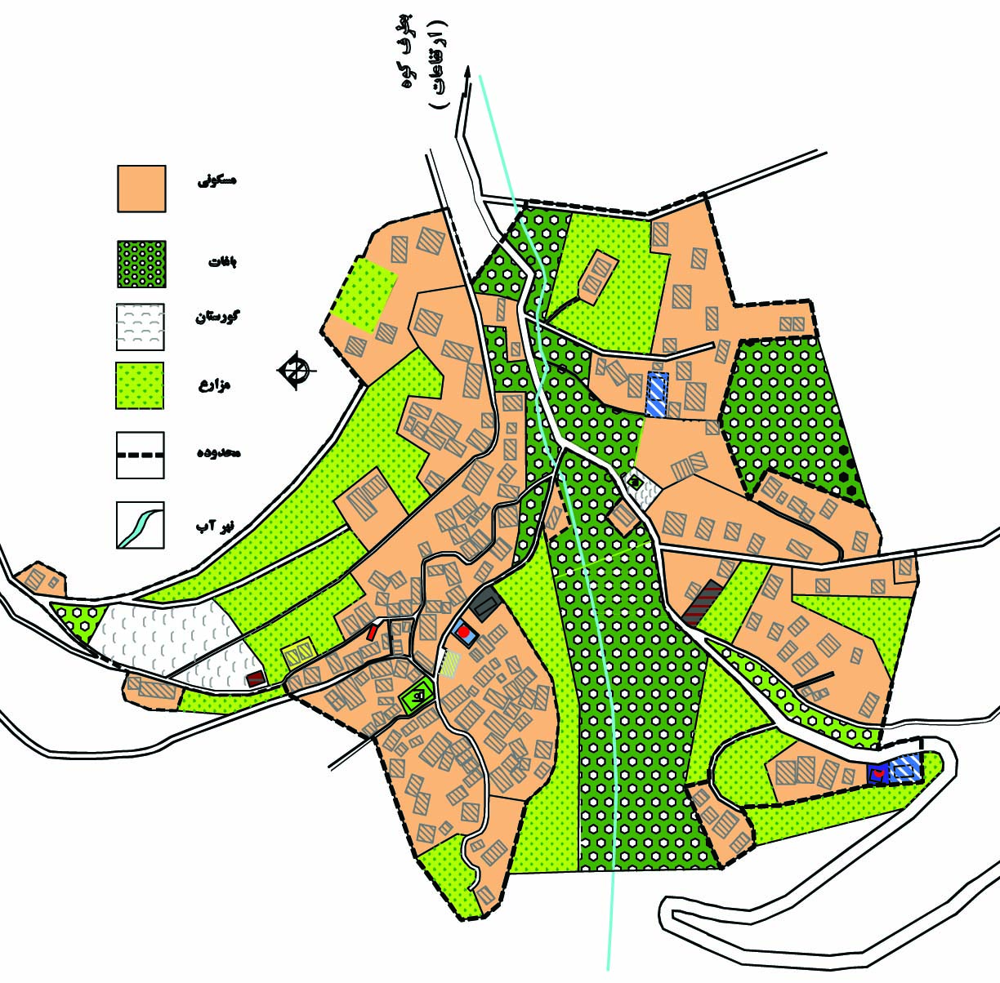 بطرف کوه
( ارتفاعات )
مسکونی
باغات
گورستان
مزارع
محدوده
نهر آب